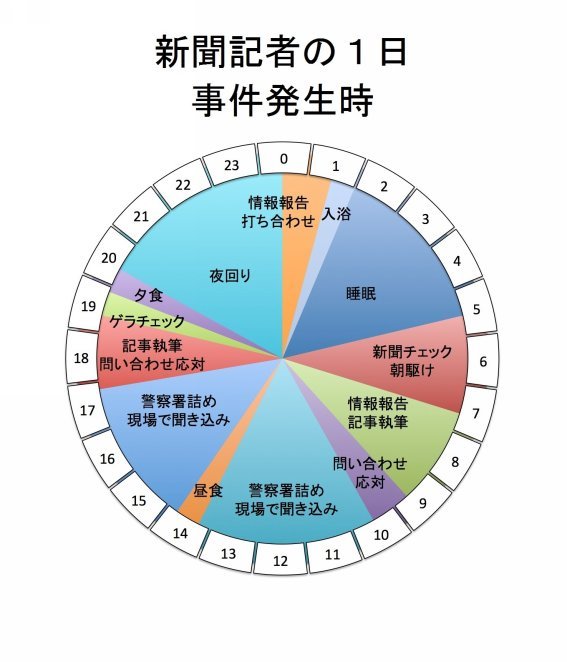 新聞記者の１日
事件発生時
0
1
2
3
4
5
6
7
8
9
10
11
12
13
14
15
16
17
18
19
20
21
22
23
情報報告
打ち合わせ
入浴
睡眠
新聞チェック
朝駆け
情報報告
記事執筆
問い合わせ
応対
警察署詰め
現場で聞き込み
昼食
警察署詰め
現場で聞き込み
記事執筆
問い合わせ応対
ゲラチェック
夕食
夜回り